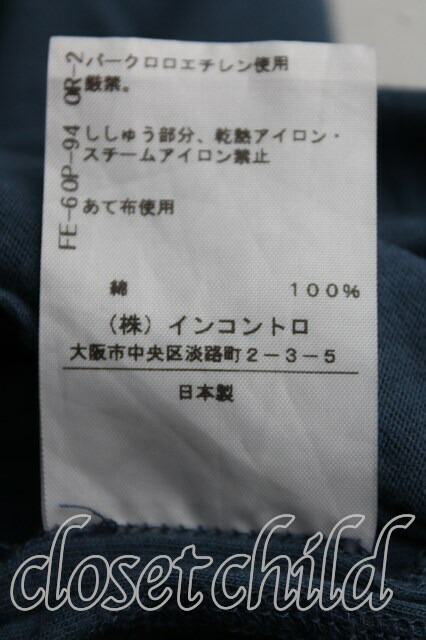 パークロロエチレン使用
厳禁。
ししゅう部分、乾熱アイロン・
スチームアイロン禁止
あて布使用
FE-60P-94 OR-2
綿 100%
(株)インコントロ
大阪市中央区淡路町2-3-5
日本製
closetchild